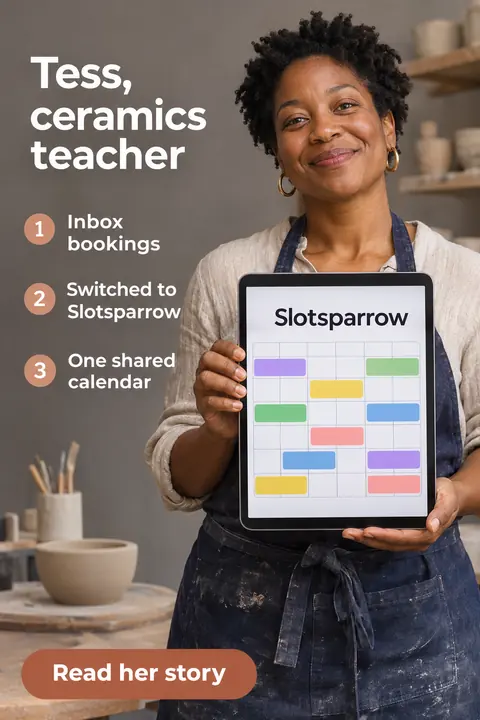 Tess,
ceramics
teacher
1 Inbox
bookings
2 Switched to
Slotsparrow
3 One shared
calendar
Slotsparrow
Read her story